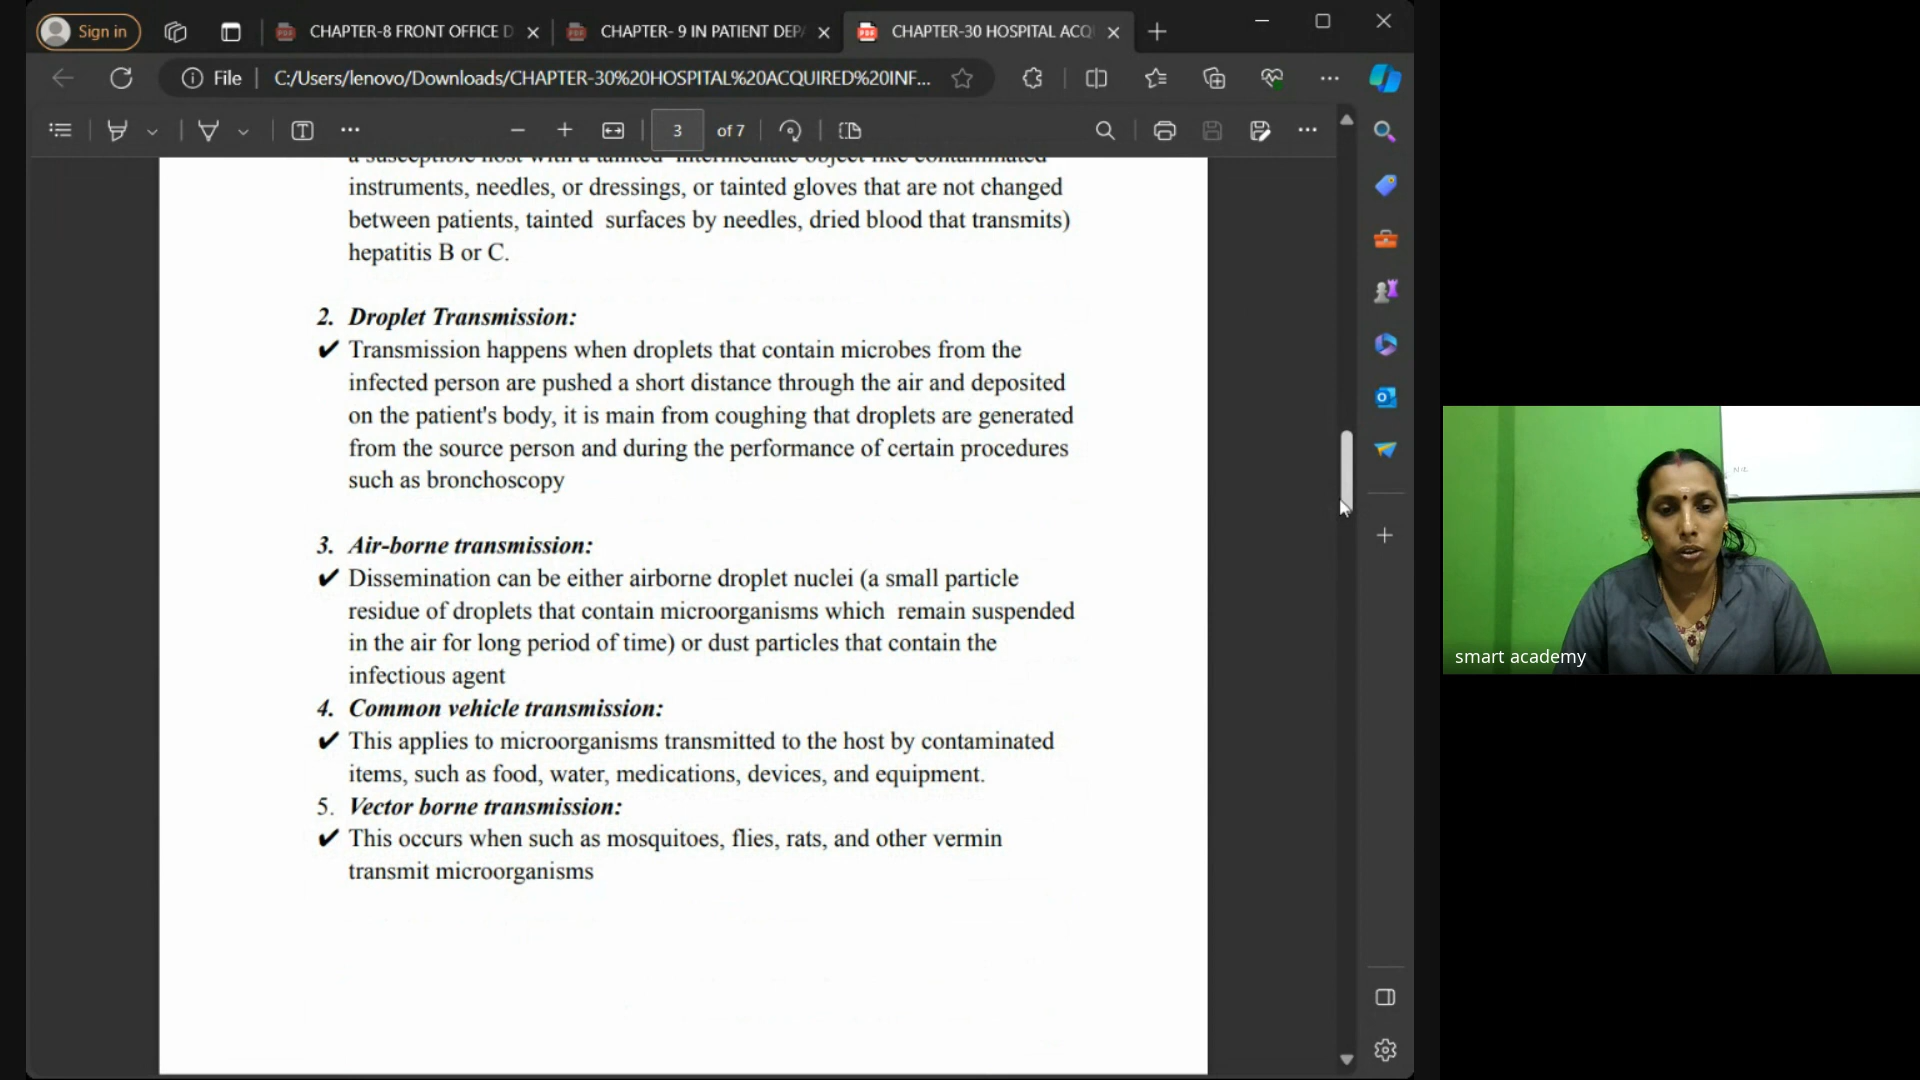 Sign in
CHAPTER-8 FRONT OFFICE D
CHAPTER- 9 IN PATIENT DEP
CHAPTER-30 HOSPITAL ACQ
File
C:/Users/lenovo/Downloads/CHAPTER-30%20HOSPITAL%20ACQUIRED%20INF...
3 of 7
a susceptible host with a tainted intermediate object like contaminated
instruments, needles, or dressings, or tainted gloves that are not changed
between patients, tainted surfaces by needles, dried blood that transmits)
hepatitis B or C.
2. Droplet Transmission:
✔ Transmission happens when droplets that contain microbes from the
infected person are pushed a short distance through the air and deposited
on the patient's body, it is main from coughing that droplets are generated
from the source person and during the performance of certain procedures
such as bronchoscopy
3. Air-borne transmission:
✔ Dissemination can be either airborne droplet nuclei (a small particle
residue of droplets that contain microorganisms which remain suspended
in the air for long period of time) or dust particles that contain the
infectious agent
4. Common vehicle transmission:
✔ This applies to microorganisms transmitted to the host by contaminated
items, such as food, water, medications, devices, and equipment.
5. Vector borne transmission:
✔ This occurs when such as mosquitoes, flies, rats, and other vermin
transmit microorganisms
smart academy